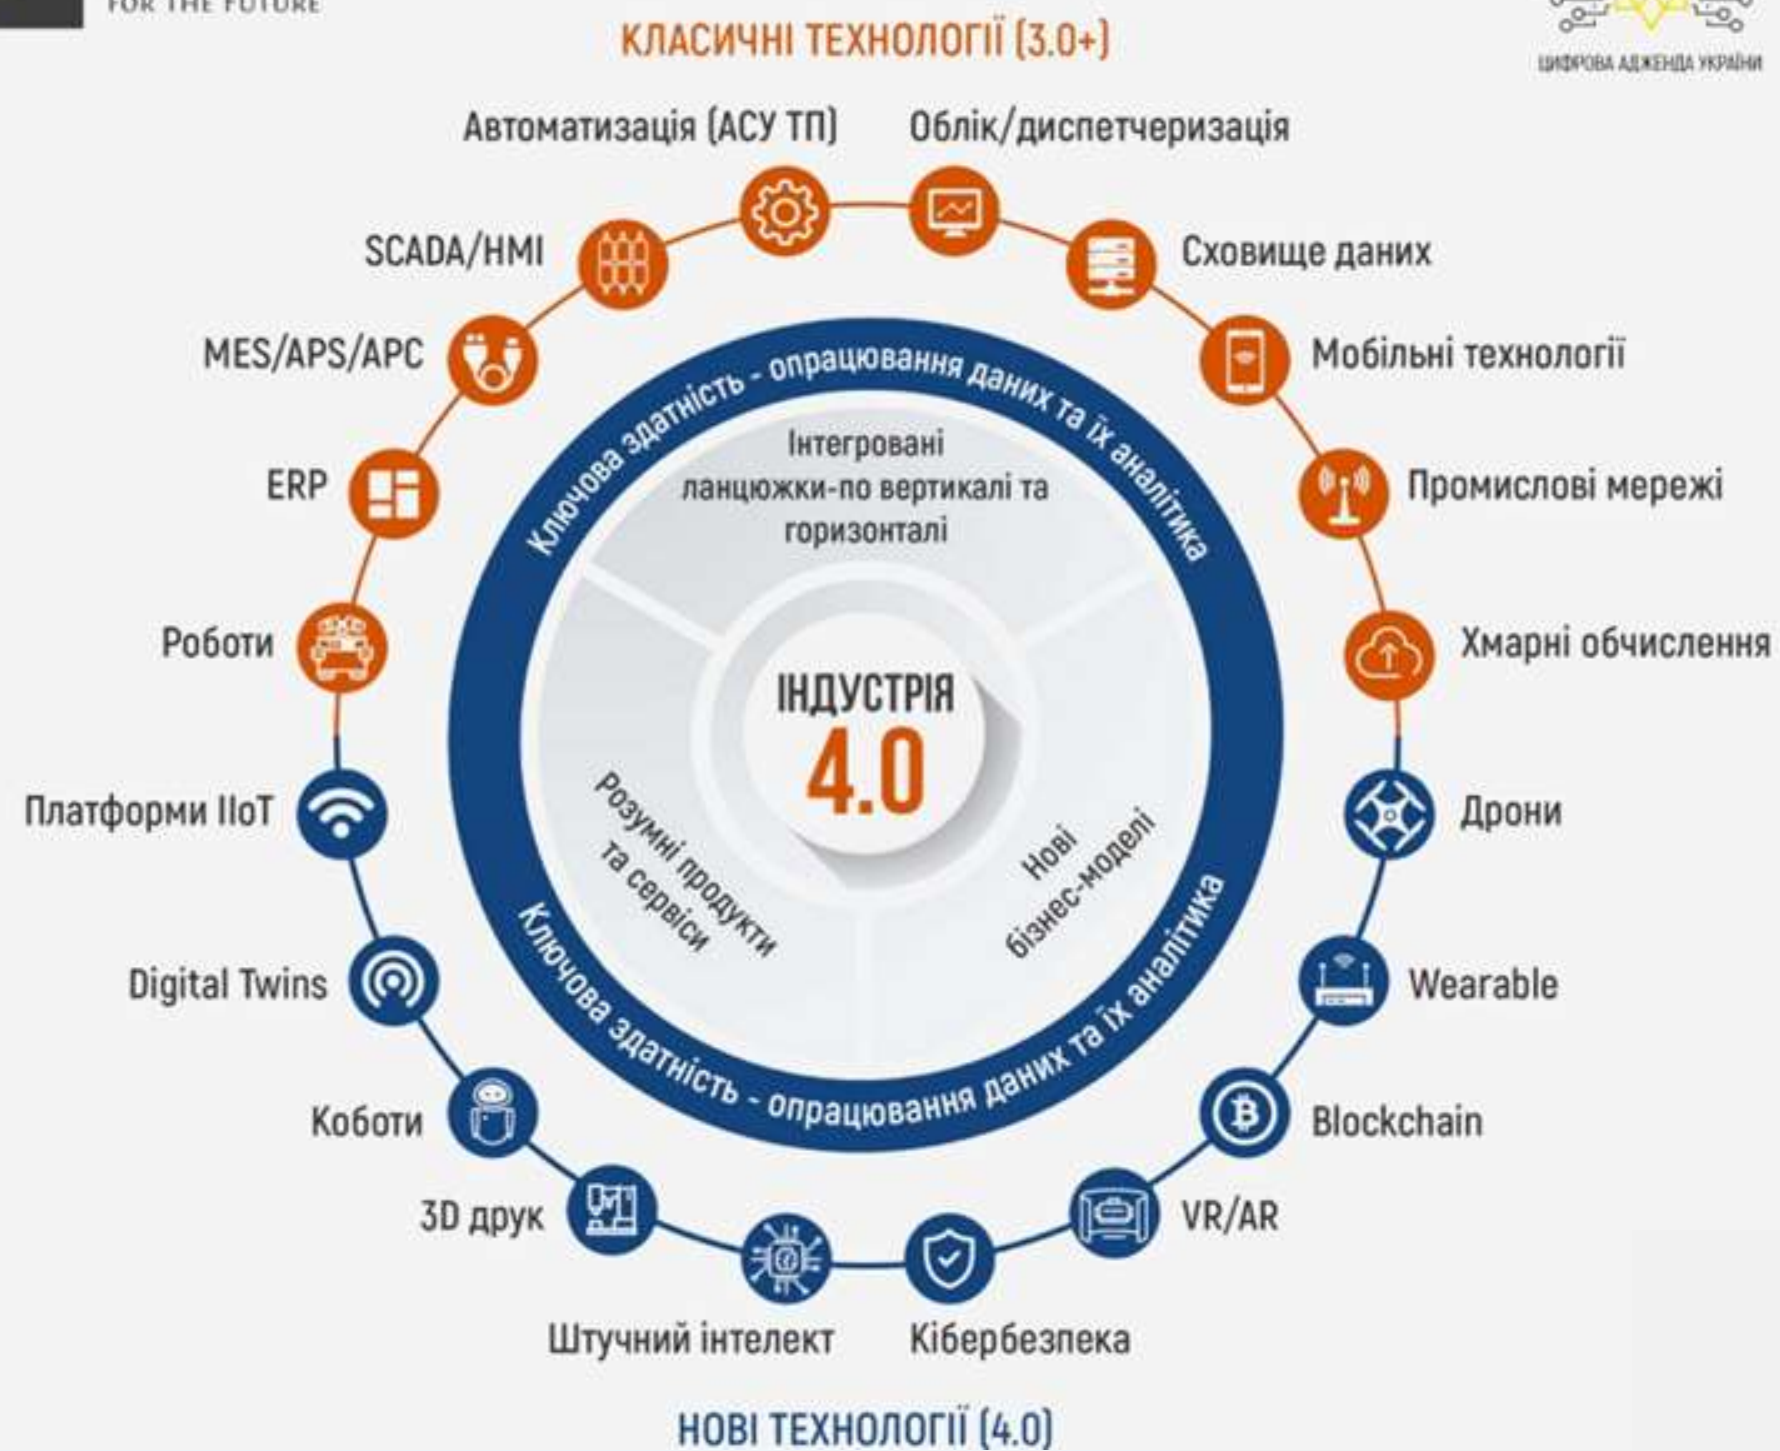 FOR THE FUTURE
КЛАСИЧНІ ТЕХНОЛОГІЇ (3.0+)
ЦИФРОВА АДЖЕНДА УКРАЇНИ
Автоматизація (АСУ ТП)
Облік/диспетчеризація
SCADA/HMI
Сховище даних
MES/APS/APC
Мобільні технології
ERP
Промислові мережі
Роботи
Хмарні обчислення
Ключова здатність - опрацювання даних та їх аналітика
Інтегровані
ланцюжки-по вертикалі та
горизонталі
ІНДУСТРІЯ
4.0
Розумні продукти
та сервіси
Нові
бізнес-моделі
Ключова здатність - опрацювання даних та їх аналітика
Платформи IIoT
Дрони
Digital Twins
Wearable
Коботи
Blockchain
3D друк
VR/AR
Штучний інтелект
Кібербезпека
НОВІ ТЕХНОЛОГІЇ (4.0)